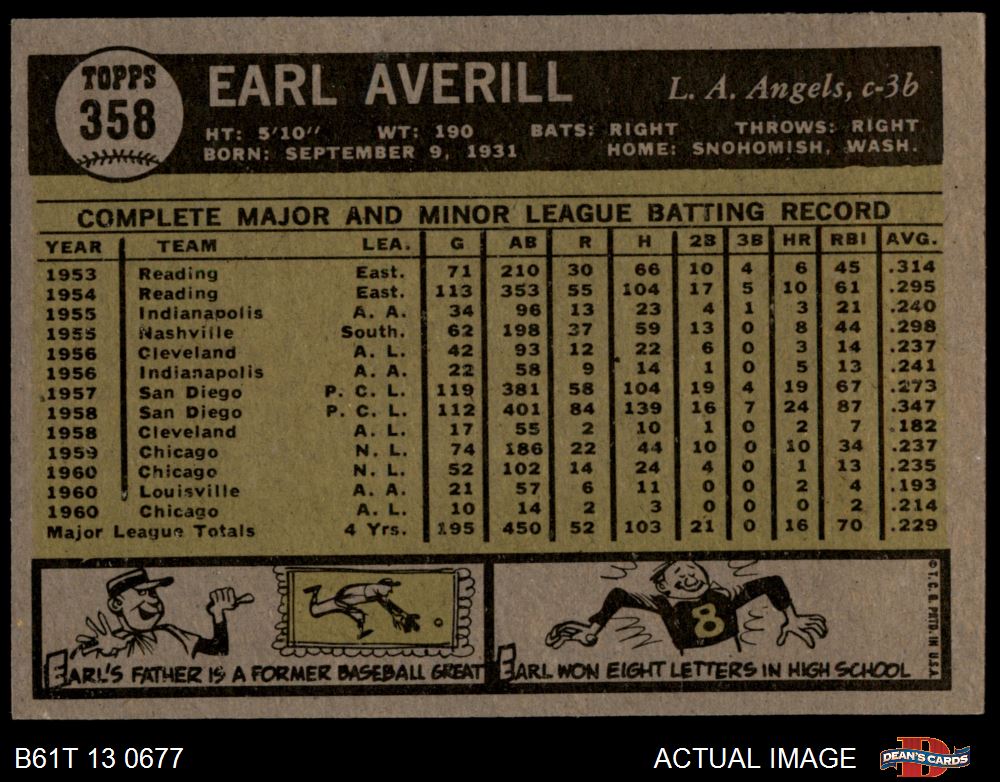 TOPPS
358
EARL AVERILL
L. A. Angels, c-3b
HT: 5'10" WT: 190 BATS: RIGHT THROWS: RIGHT
BORN: SEPTEMBER 9, 1931 HOME: SNOHOMISH, WASH.
COMPLETE MAJOR AND MINOR LEAGUE BATTING RECORD
YEAR TEAM LEA. G AB R H 2B 3B HR RBI AVG.
1953 Reading East. 71 210 30 66 10 4 6 45 .314
1954 Reading East. 113 353 55 104 17 5 10 61 .295
1955 Indianapolis A. A. 34 96 13 23 4 1 3 21 .240
1955 Nashville South. 62 198 37 59 13 0 8 44 .298
1956 Cleveland A. L. 42 93 12 22 6 0 3 14 .237
1956 Indianapolis A. A. 22 58 9 14 1 0 5 13 .241
1957 San Diego P. C. L. 119 381 58 104 19 4 19 67 .273
1958 San Diego P. C. L. 112 401 84 139 16 7 24 87 .347
1958 Cleveland A. L. 17 55 2 10 1 0 2 7 .182
1959 Chicago N. L. 74 186 22 44 10 0 10 34 .237
1960 Chicago N. L. 52 102 14 24 4 0 1 13 .235
1960 Louisville A. A. 21 57 6 11 0 0 2 4 .193
1960 Chicago A. L. 10 14 2 3 0 0 0 2 .214
Major League Totals 4 Yrs. 195 450 52 103 21 0 16 70 .229
EARL'S FATHER IS A FORMER BASEBALL GREAT
8
EARL WON EIGHT LETTERS IN HIGH SCHOOL
© T. C. G. PRTD. IN U.S.A.
B61T 13 0677
ACTUAL IMAGE
DEAN'S CARDS